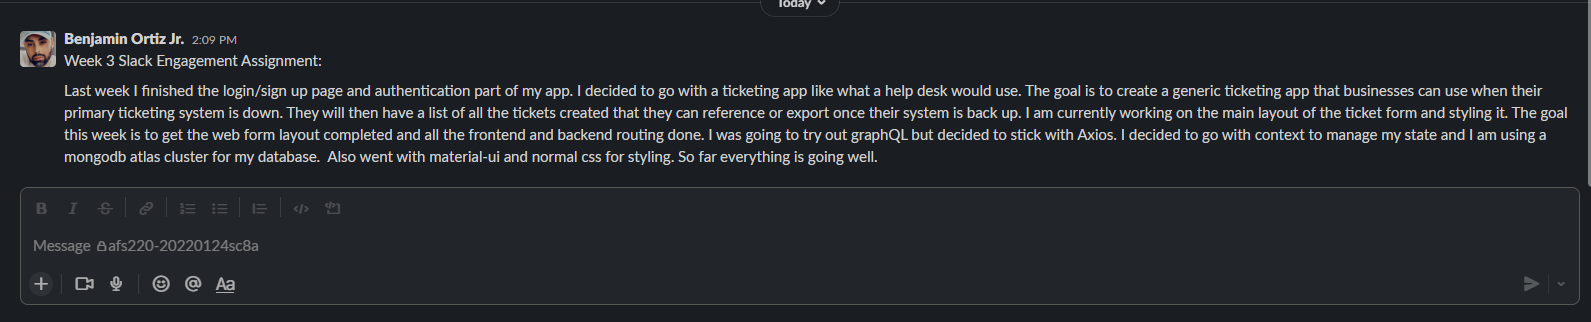 Today
Benjamin Ortiz Jr. 2:09 PM
Week 3 Slack Engagement Assignment:
Last week I finished the login/sign up page and authentication part of my app. I decided to go with a ticketing app like what a help desk would use. The goal is to create a generic ticketing app that businesses can use when their
primary ticketing system is down. They will then have a list of all the tickets created that they can reference or export once their system is back up. I am currently working on the main layout of the ticket form and styling it. The goal
this week is to get the web form layout completed and all the frontend and backend routing done. I was going to try out graphQL but decided to stick with Axios. I decided to go with context to manage my state and I am using a
mongodb atlas cluster for my database.  Also went with material-ui and normal css for styling. So far everything is going well.
B I S
Message afs220-20220124sc8a
@ Aa